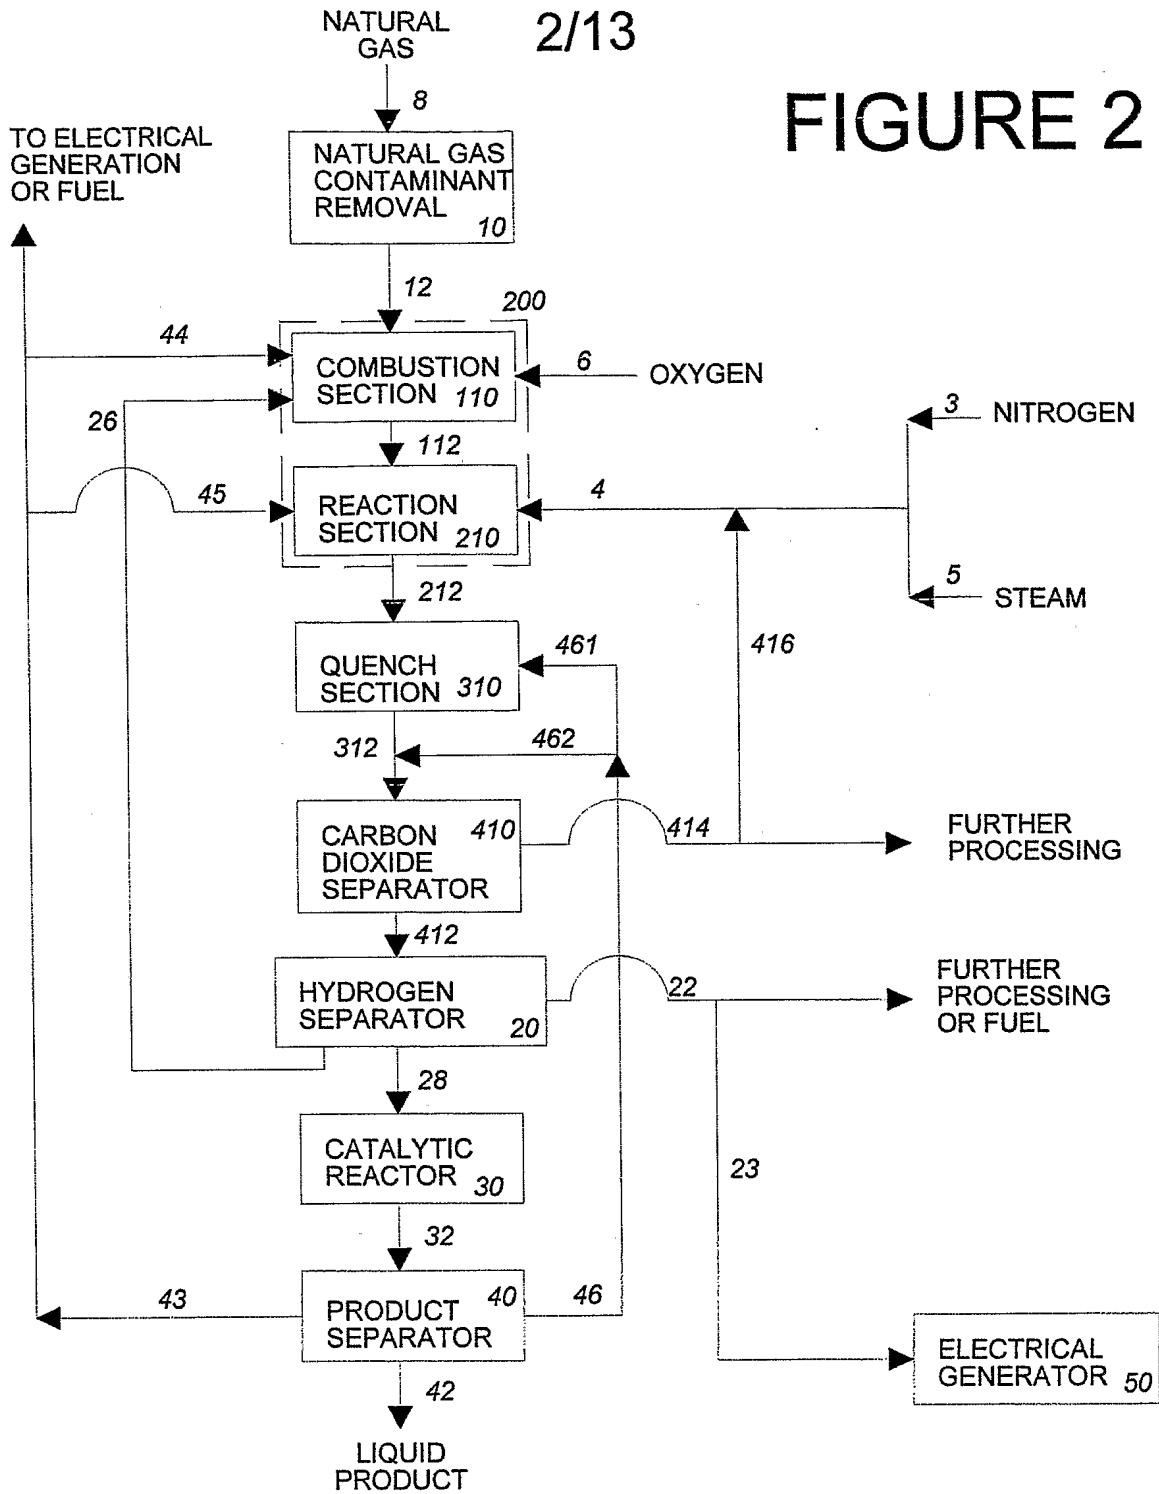 NATURAL
GAS
2/13
FIGURE 2
8
TO ELECTRICAL
GENERATION
OR FUEL
NATURAL GAS
CONTAMINANT
REMOVAL
10
12
200
44
COMBUSTION
SECTION
110
6
OXYGEN
26
3
NITROGEN
112
45
REACTION
SECTION
210
4
212
5
STEAM
461
416
QUENCH
SECTION
310
312
462
CARBON
DIOXIDE
SEPARATOR
410
414
FURTHER
PROCESSING
412
HYDROGEN
SEPARATOR
20
22
FURTHER
PROCESSING
OR FUEL
28
CATALYTIC
REACTOR
30
23
32
43
PRODUCT
SEPARATOR
40
46
ELECTRICAL
GENERATOR
50
42
LIQUID
PRODUCT